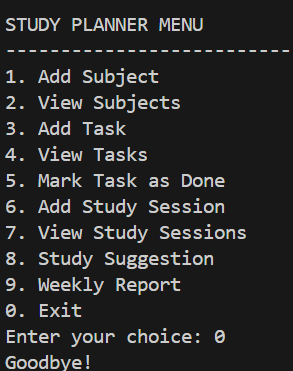 STUDY PLANNER MENU
--------------------------
1. Add Subject
2. View Subjects
3. Add Task
4. View Tasks
5. Mark Task as Done
6. Add Study Session
7. View Study Sessions
8. Study Suggestion
9. Weekly Report
0. Exit
Enter your choice: 0
Goodbye!